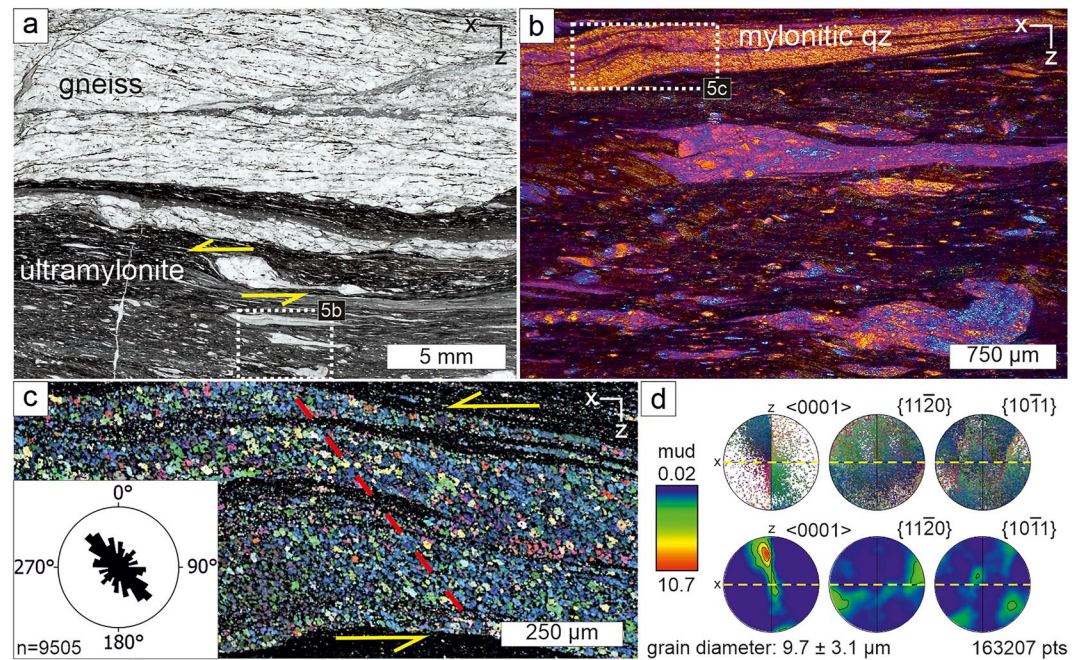 a
x
z
gneiss
ultramylonite
5b
5 mm
b
x
z
mylonitic qz
5c
750 µm
c
x
z
0°
270°
90°
180°
n=9505
250 µm
d
mud
0.02
10.7
z <0001> {112̅0} {101̅1}
x
z <0001> {112̅0} {101̅1}
x
grain diameter: 9.7 ± 3.1 µm 163207 pts